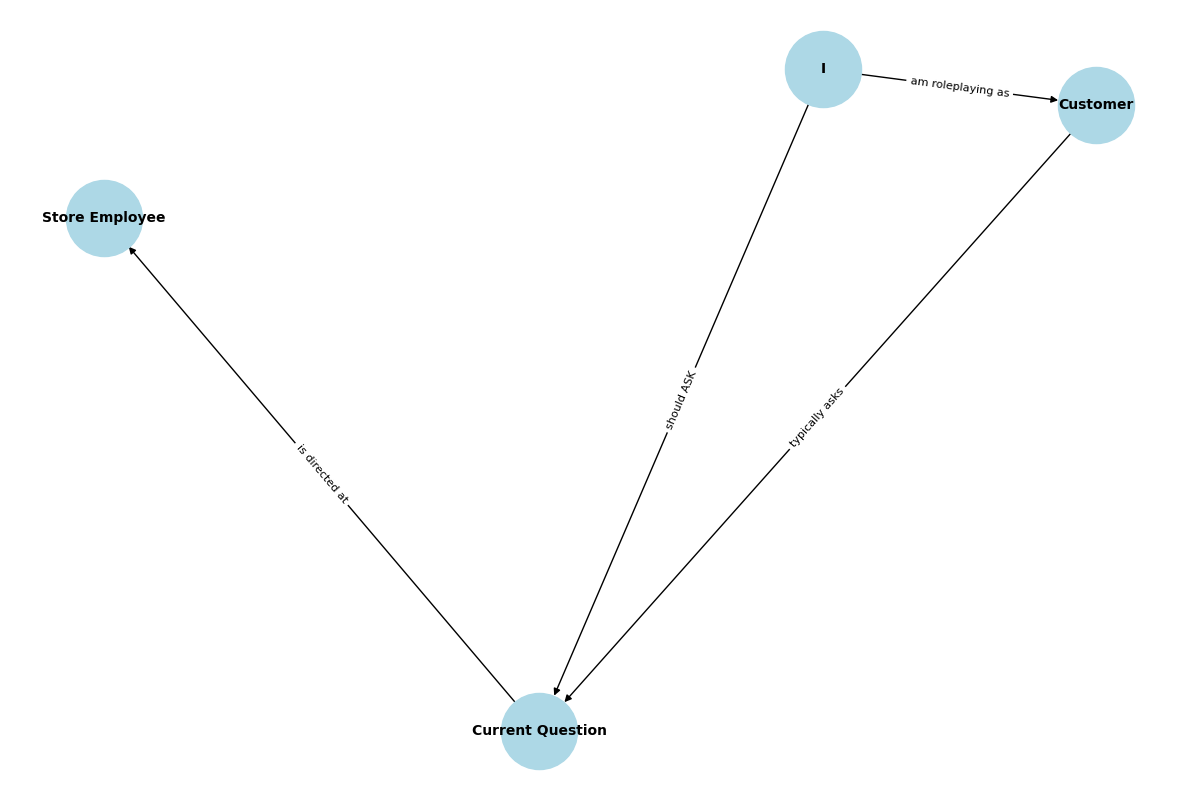 I
am roleplaying as
Customer
Store Employee
should ASK
typically asks
is directed at
Current Question